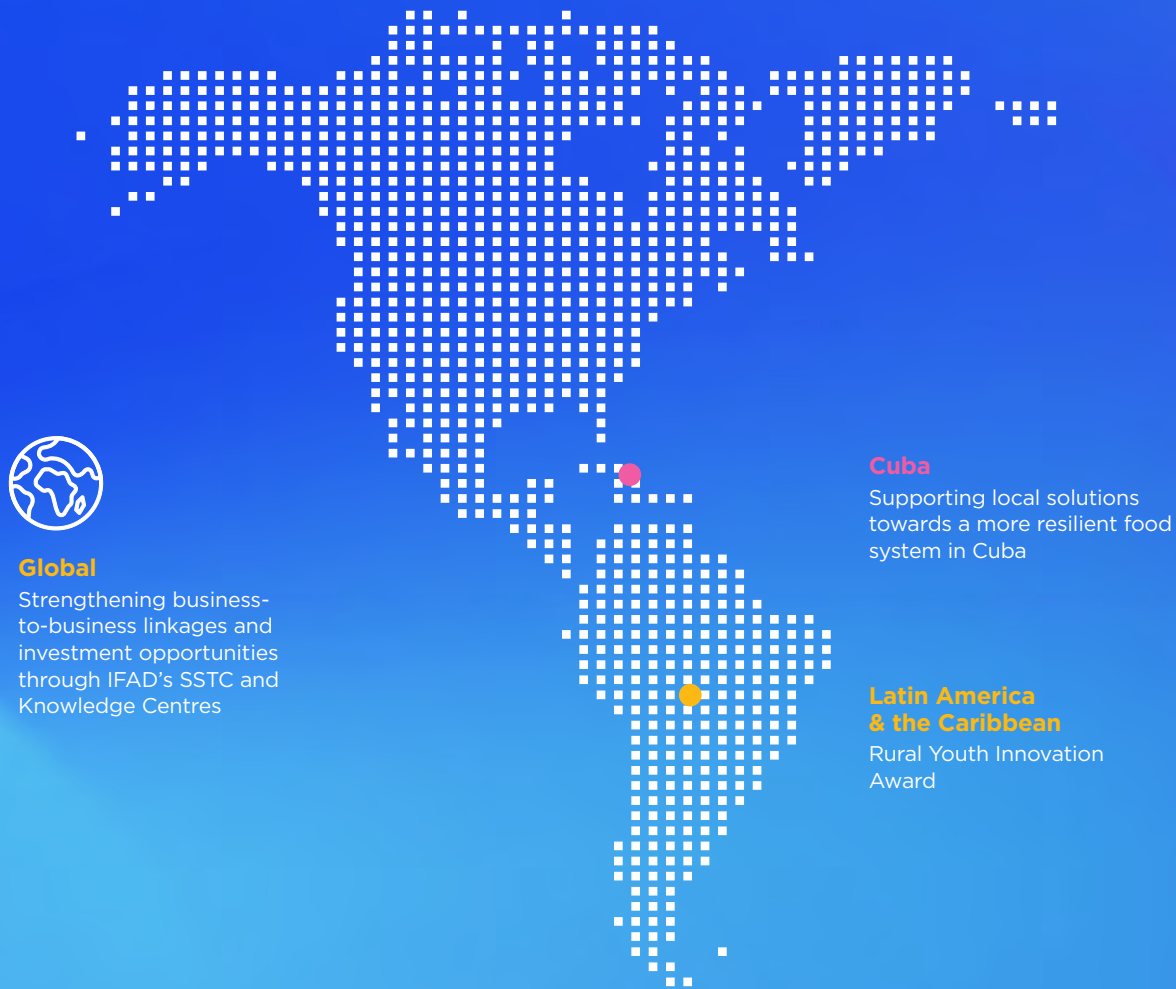 Global
Strengthening business-
to-business linkages and
investment opportunities
through IFAD's SSTC and
Knowledge Centres
Cuba
Supporting local solutions
towards a more resilient food
system in Cuba
Latin America
& the Caribbean
Rural Youth Innovation
Award